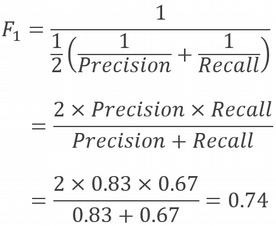 F₁ = 1 / (1/2 (1/Precision + 1/Recall))
= (2 × Precision × Recall) / (Precision + Recall)
= (2 × 0.83 × 0.67) / (0.83 + 0.67) = 0.74